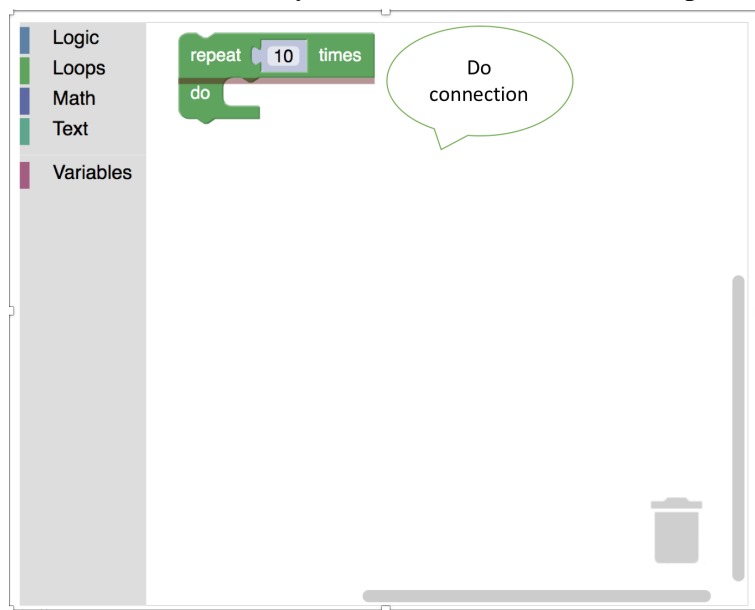 Logic
Loops
Math
Text
Variables
repeat 10 times
do
Do
connection